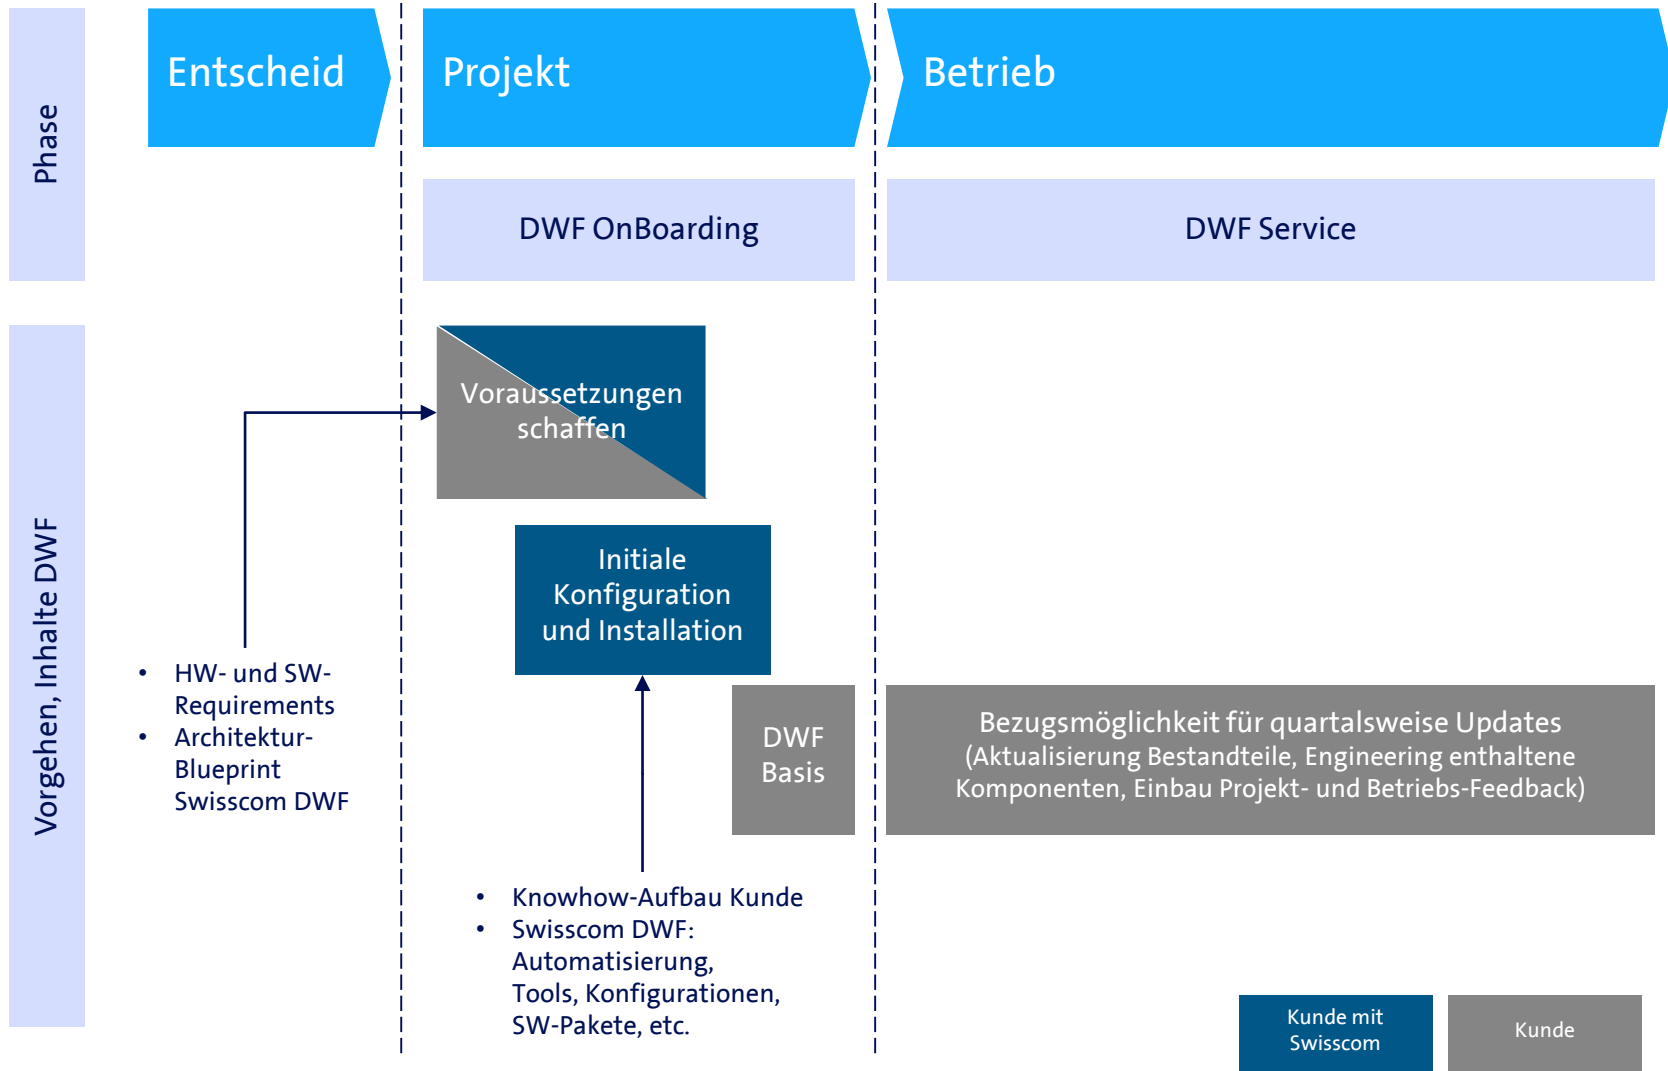 Entscheid
Projekt
Betrieb
Phase
DWF OnBoarding
DWF Service
Vorgehen, Inhalte DWF
Voraussetzungen
schaffen
Initiale
Konfiguration
und Installation
• HW- und SW-
Requirements
• Architektur-
Blueprint
Swisscom DWF
DWF
Basis
Bezugsmöglichkeit für quartalsweise Updates
(Aktualisierung Bestandteile, Engineering enthaltene
Komponenten, Einbau Projekt- und Betriebs-Feedback)
• Knowhow-Aufbau Kunde
• Swisscom DWF:
Automatisierung,
Tools, Konfigurationen,
SW-Pakete, etc.
Kunde mit
Swisscom
Kunde